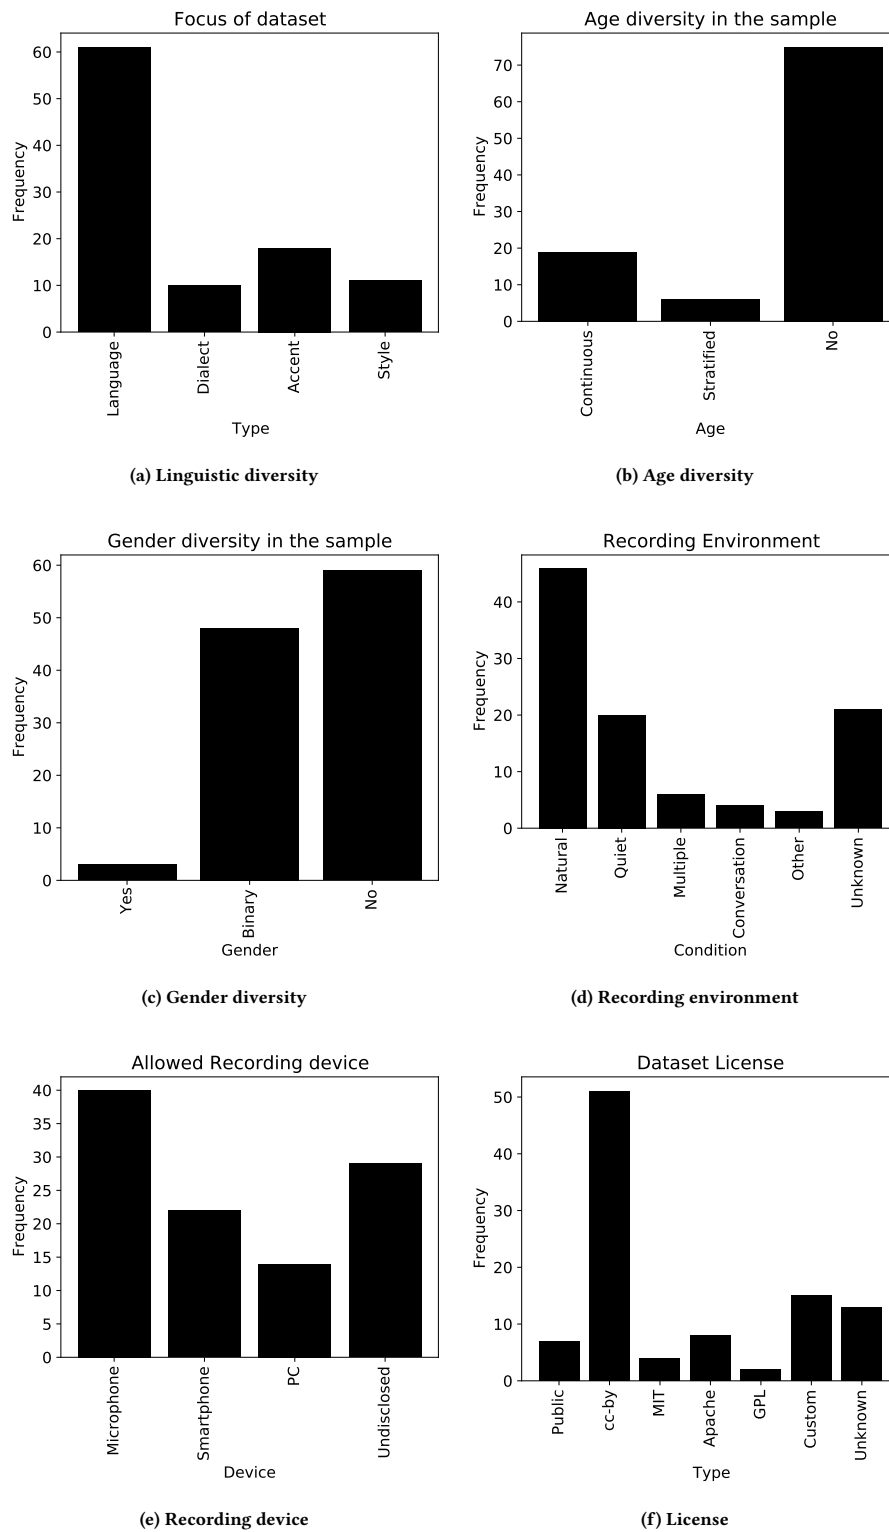 Focus of dataset
60
50
40
30
20
10
0
Frequency
Language
Dialect
Accent
Style
Type
(a) Linguistic diversity
Age diversity in the sample
70
60
50
40
30
20
10
0
Frequency
Continuous
Stratified
No
Age
(b) Age diversity
Gender diversity in the sample
60
50
40
30
20
10
0
Frequency
Yes
Binary
No
Gender
(c) Gender diversity
Recording Environment
40
30
20
10
0
Frequency
Natural
Quiet
Multiple
Conversation
Other
Unknown
Condition
(d) Recording environment
Allowed Recording device
40
35
30
25
20
15
10
5
0
Frequency
Microphone
Smartphone
PC
Undisclosed
Device
(e) Recording device
Dataset License
50
40
30
20
10
0
Frequency
Public
cc-by
MIT
Apache
GPL
Custom
Unknown
Type
(f) License